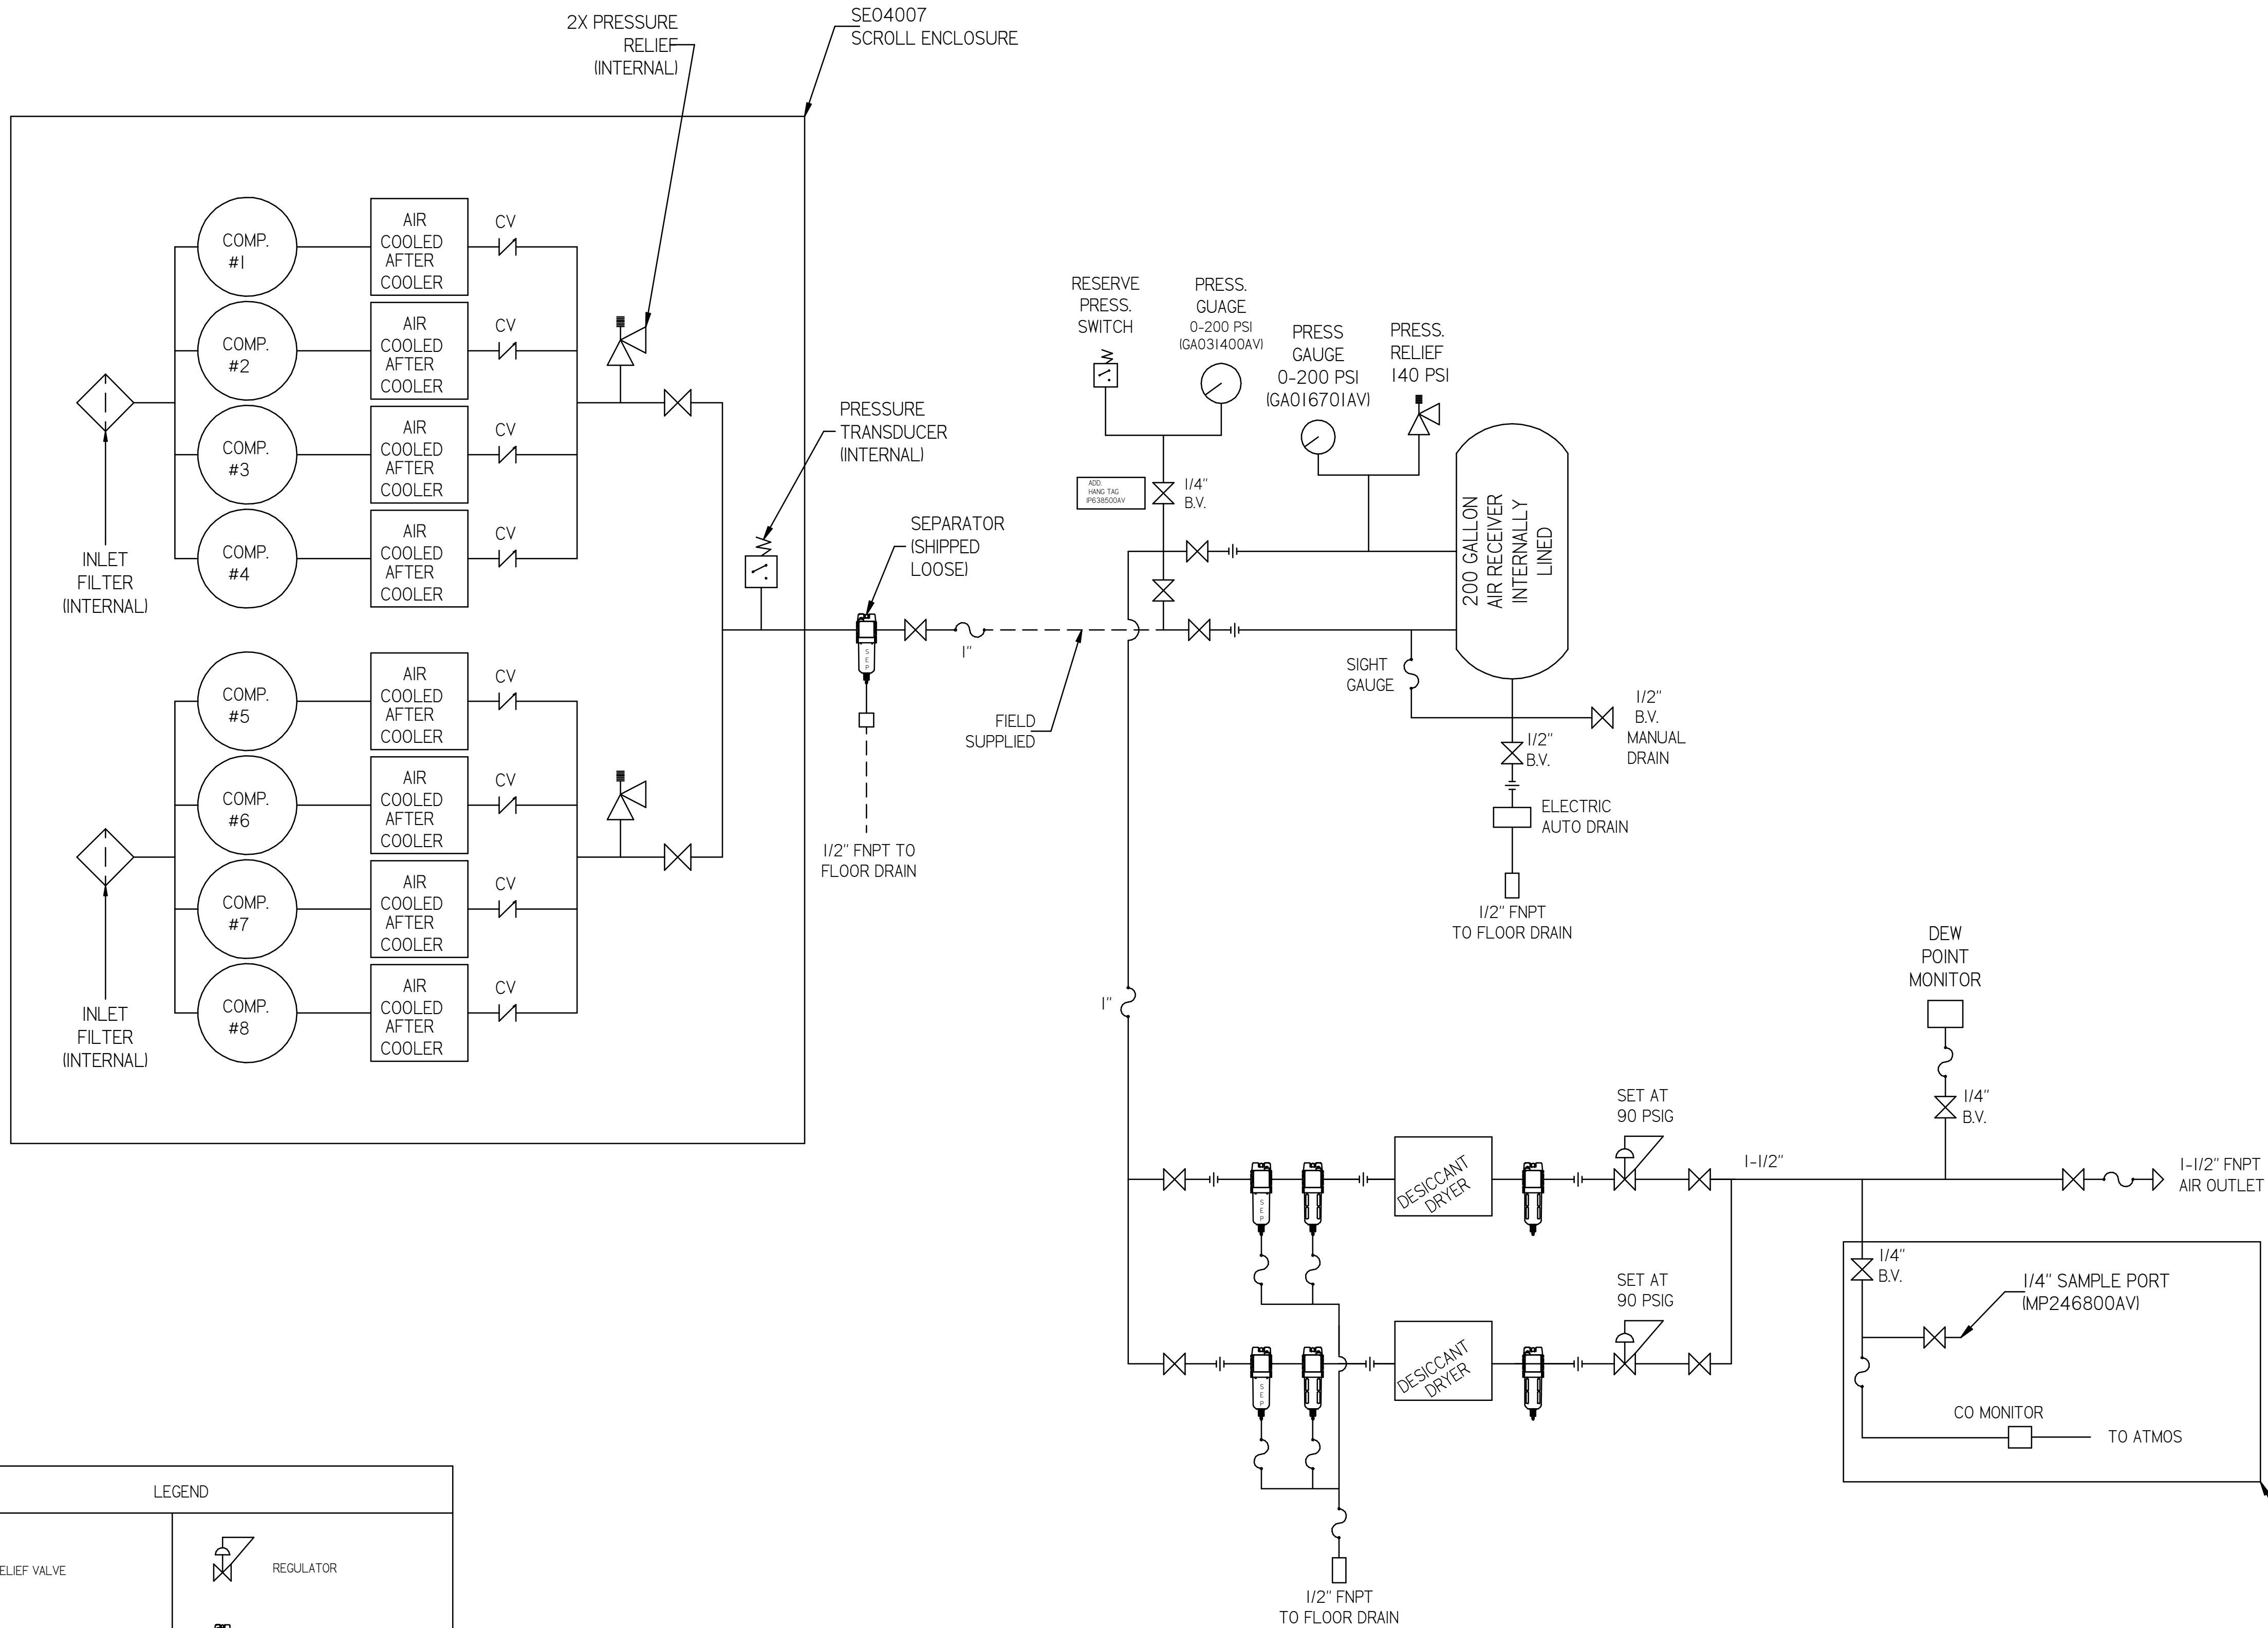 2X PRESSURE
RELIEF
(INTERNAL)
SE04007
SCROLL ENCLOSURE
COMP.
#1
AIR
COOLED
AFTER
COOLER
CV
COMP.
#2
AIR
COOLED
AFTER
COOLER
CV
COMP.
#3
AIR
COOLED
AFTER
COOLER
CV
COMP.
#4
AIR
COOLED
AFTER
COOLER
CV
INLET
FILTER
(INTERNAL)
COMP.
#5
AIR
COOLED
AFTER
COOLER
CV
COMP.
#6
AIR
COOLED
AFTER
COOLER
CV
COMP.
#7
AIR
COOLED
AFTER
COOLER
CV
COMP.
#8
AIR
COOLED
AFTER
COOLER
CV
INLET
FILTER
(INTERNAL)
PRESSURE
TRANSDUCER
(INTERNAL)
SEPARATOR
(SHIPPED
LOOSE)
SEP
1/2" FNPT TO
FLOOR DRAIN
1"
FIELD
SUPPLIED
RESERVE
PRESS.
SWITCH
PRESS.
GUAGE
0-200 PSI
(GA031400AV)
PRESS
GAUGE
0-200 PSI
(GA016701AV)
PRESS.
RELIEF
140 PSI
ADD.
HANG TAG
IP638500AV
1/4"
B.V.
200 GALLON
AIR RECEIVER
INTERNALLY
LINED
SIGHT
GAUGE
1/2"
B.V.
MANUAL
DRAIN
1/2"
B.V.
ELECTRIC
AUTO DRAIN
1/2" FNPT
TO FLOOR DRAIN
1"
SEP
DESICCANT
DRYER
SET AT
90 PSIG
1-1/2"
DEW
POINT
MONITOR
1/4"
B.V.
1-1/2" FNPT
AIR OUTLET
SEP
DESICCANT
DRYER
SET AT
90 PSIG
1/4"
B.V.
1/4" SAMPLE PORT
(MP246800AV)
CO MONITOR
TO ATMOS
1/2" FNPT
TO FLOOR DRAIN
LEGEND
ELIEF VALVE
REGULATOR